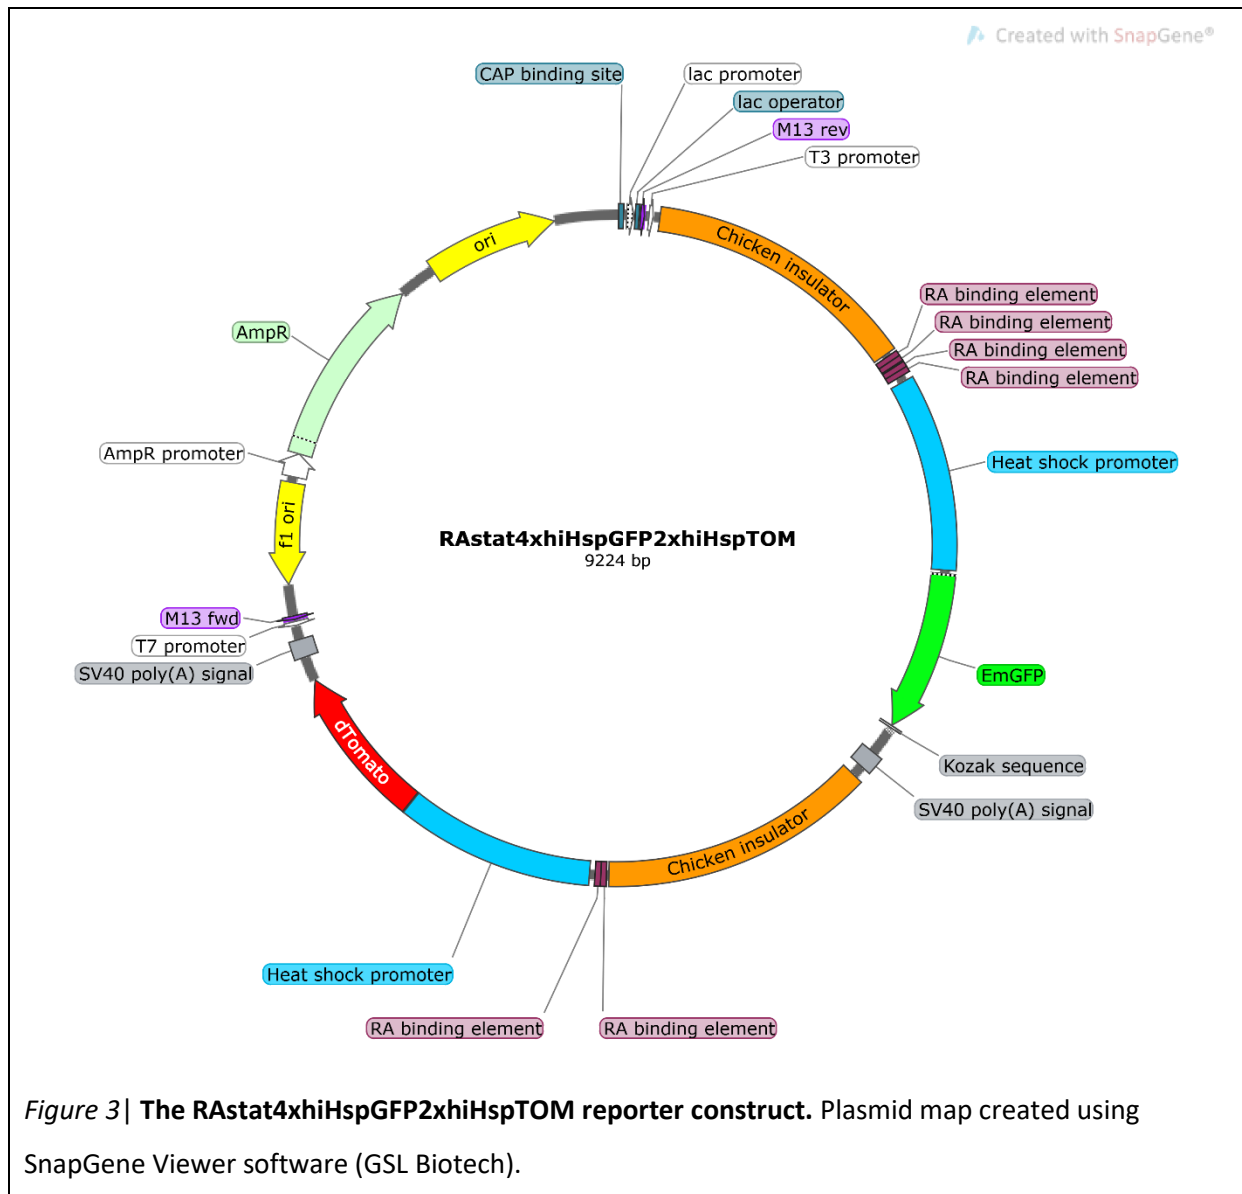 Created with SnapGene®
CAP binding site
lac promoter
lac operator
M13 rev
T3 promoter
Chicken insulator
RA binding element
RA binding element
RA binding element
RA binding element
Heat shock promoter
EmGFP
Kozak sequence
SV40 poly(A) signal
Chicken insulator
RA binding element
RA binding element
Heat shock promoter
dTomato
SV40 poly(A) signal
T7 promoter
M13 fwd
f1 ori
AmpR promoter
AmpR
ori
RAstat4xhiHspGFP2xhiHspTOM
9224 bp
Figure 3| The RAstat4xhiHspGFP2xhiHspTOM reporter construct. Plasmid map created using
SnapGene Viewer software (GSL Biotech).